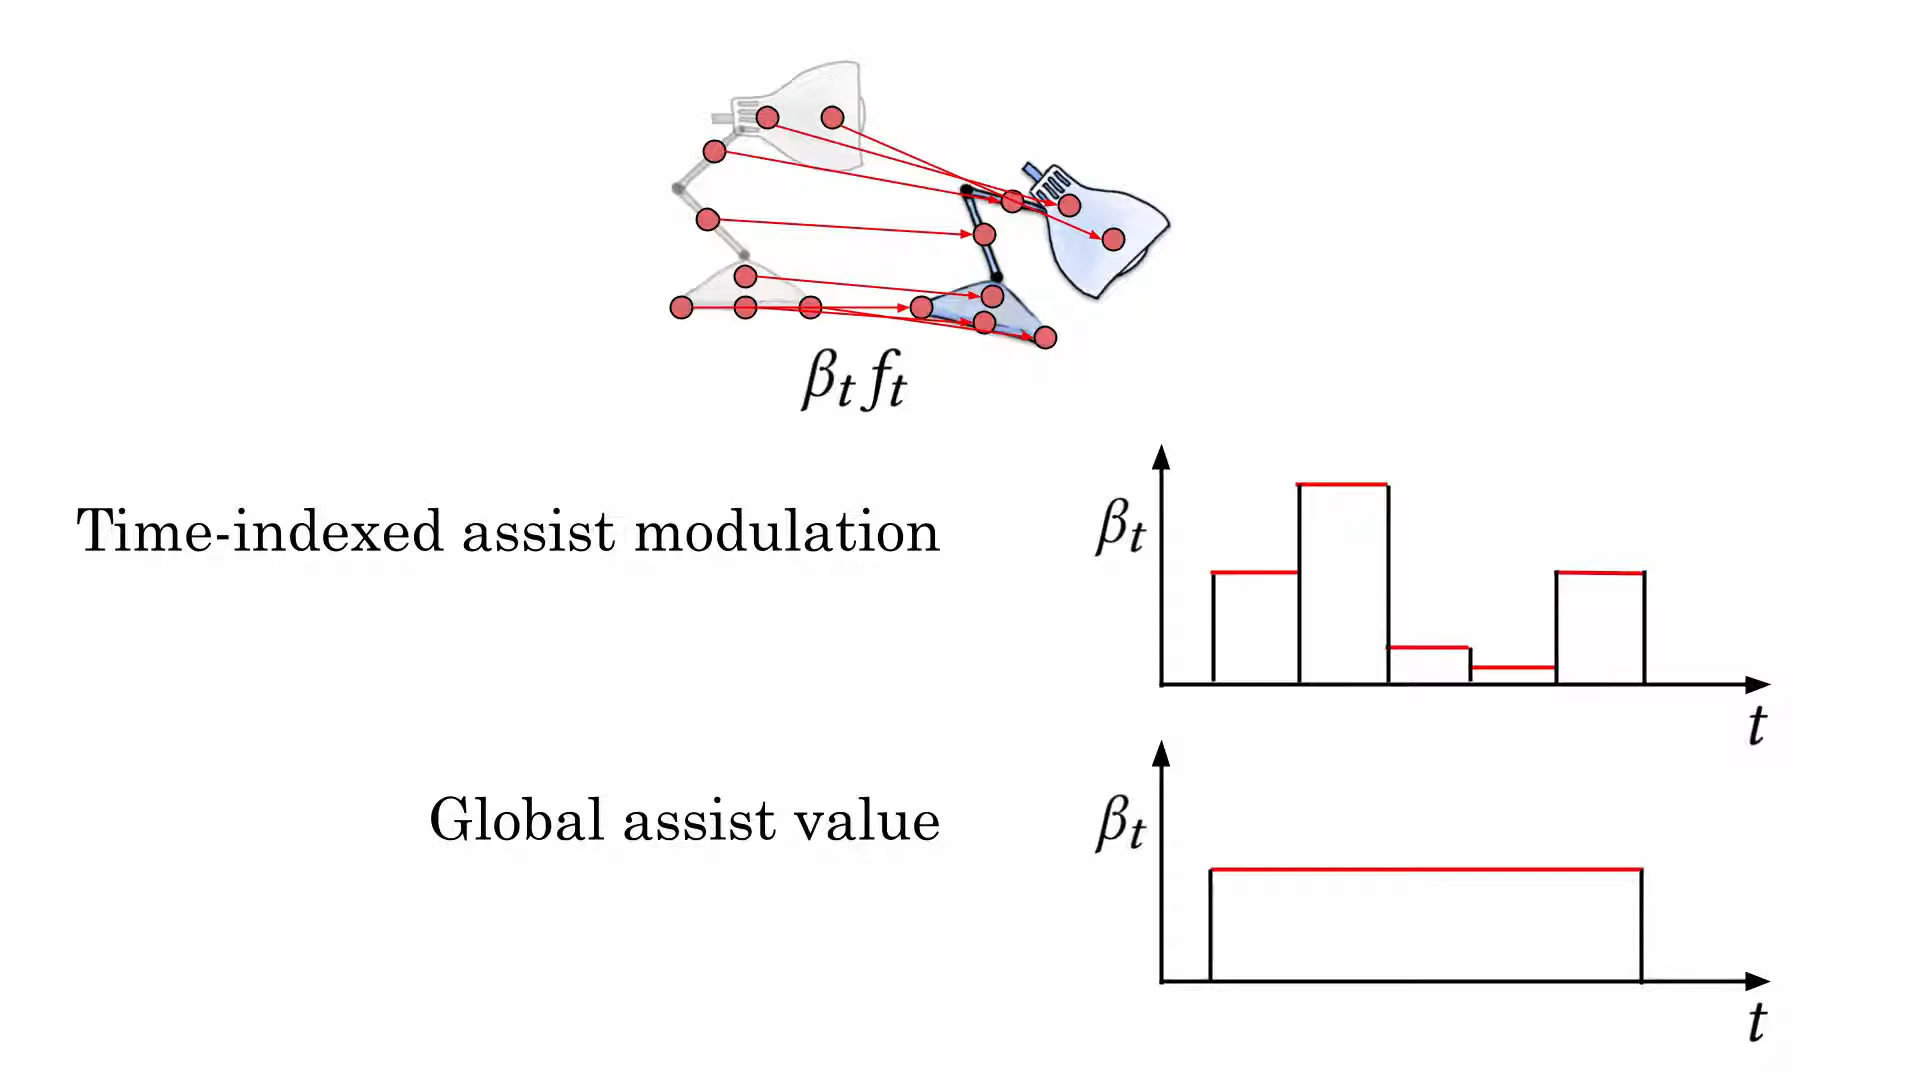 βt ft
Time-indexed assist modulation
βt
t
Global assist value
βt
t